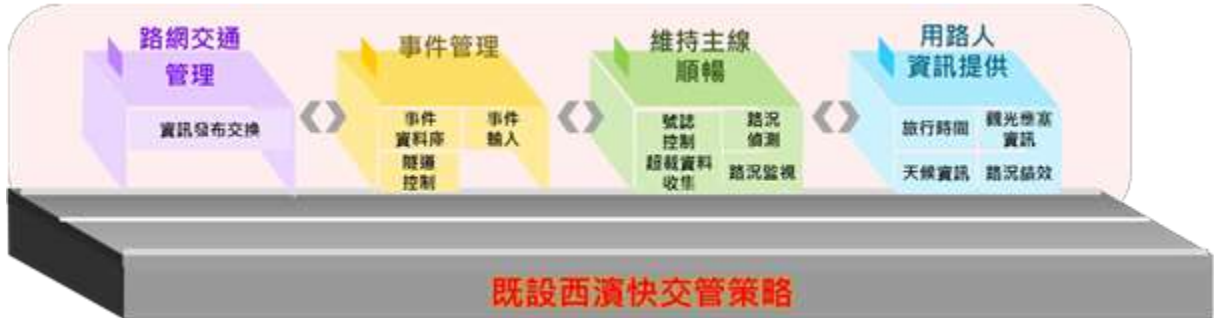 路網交通
管理
資訊發布交換
事件管理
事件
資料庫
事件
輸入
隧道
控制
維持主線
順暢
號誌
控制
路況
偵測
超載資料
收集
路況監視
用路人
資訊提供
旅行時間
觀光壅塞
資訊
天候資訊
路況績效
既設西濱快交管策略